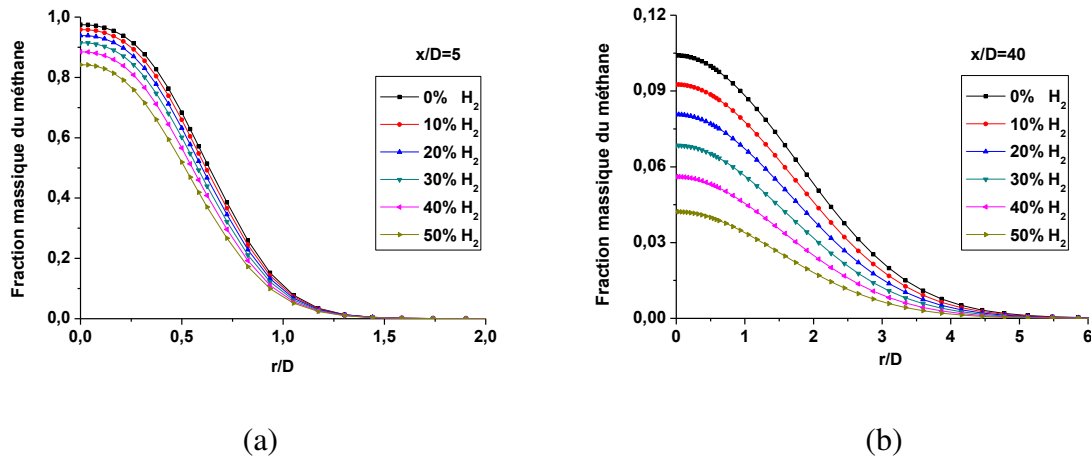 Fraction massique du méthane
1,0
0,8
0,6
0,4
0,2
0,0
0,0
0,5
1,0
1,5
2,0
r/D
x/D=5
0% H₂
10% H₂
20% H₂
30% H₂
40% H₂
50% H₂
(a)
Fraction massique du méthane
0,12
0,09
0,06
0,03
0,00
0
1
2
3
4
5
6
r/D
x/D=40
0% H₂
10% H₂
20% H₂
30% H₂
40% H₂
50% H₂
(b)